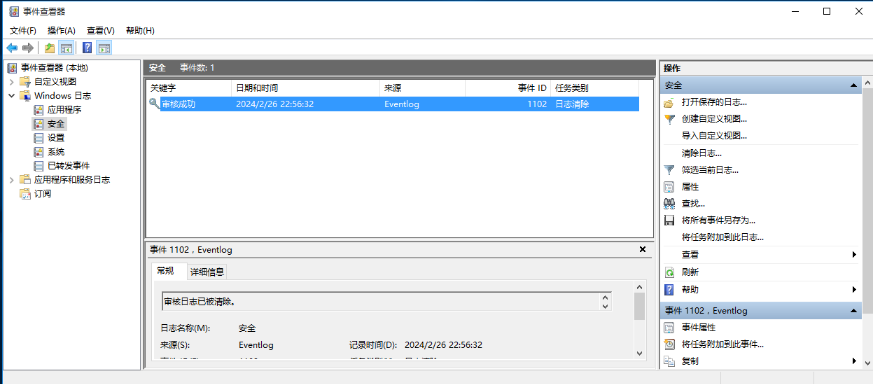 事件查看器
文件(F) 操作(A) 查看(V) 帮助(H)
事件查看器 (本地)
自定义视图
Windows 日志
应用程序
安全
设置
系统
已转发事件
应用程序和服务日志
订阅
安全 事件数: 1
关键字 日期和时间 来源 事件 ID 任务类别
审核成功 2024/2/26 22:56:32 Eventlog 1102 日志清除
事件 1102，Eventlog
常规 详细信息
审核日志已被清除。
日志名称(M): 安全
来源(S): Eventlog 记录时间(D): 2024/2/26 22:56:32
操作
安全
打开保存的日志...
创建自定义视图...
导入自定义视图...
清除日志...
筛选当前日志...
属性
查找...
将所有事件另存为...
将任务附加到此日志...
查看
刷新
帮助
事件 1102，Eventlog
事件属性
将任务附加到此事件...
复制